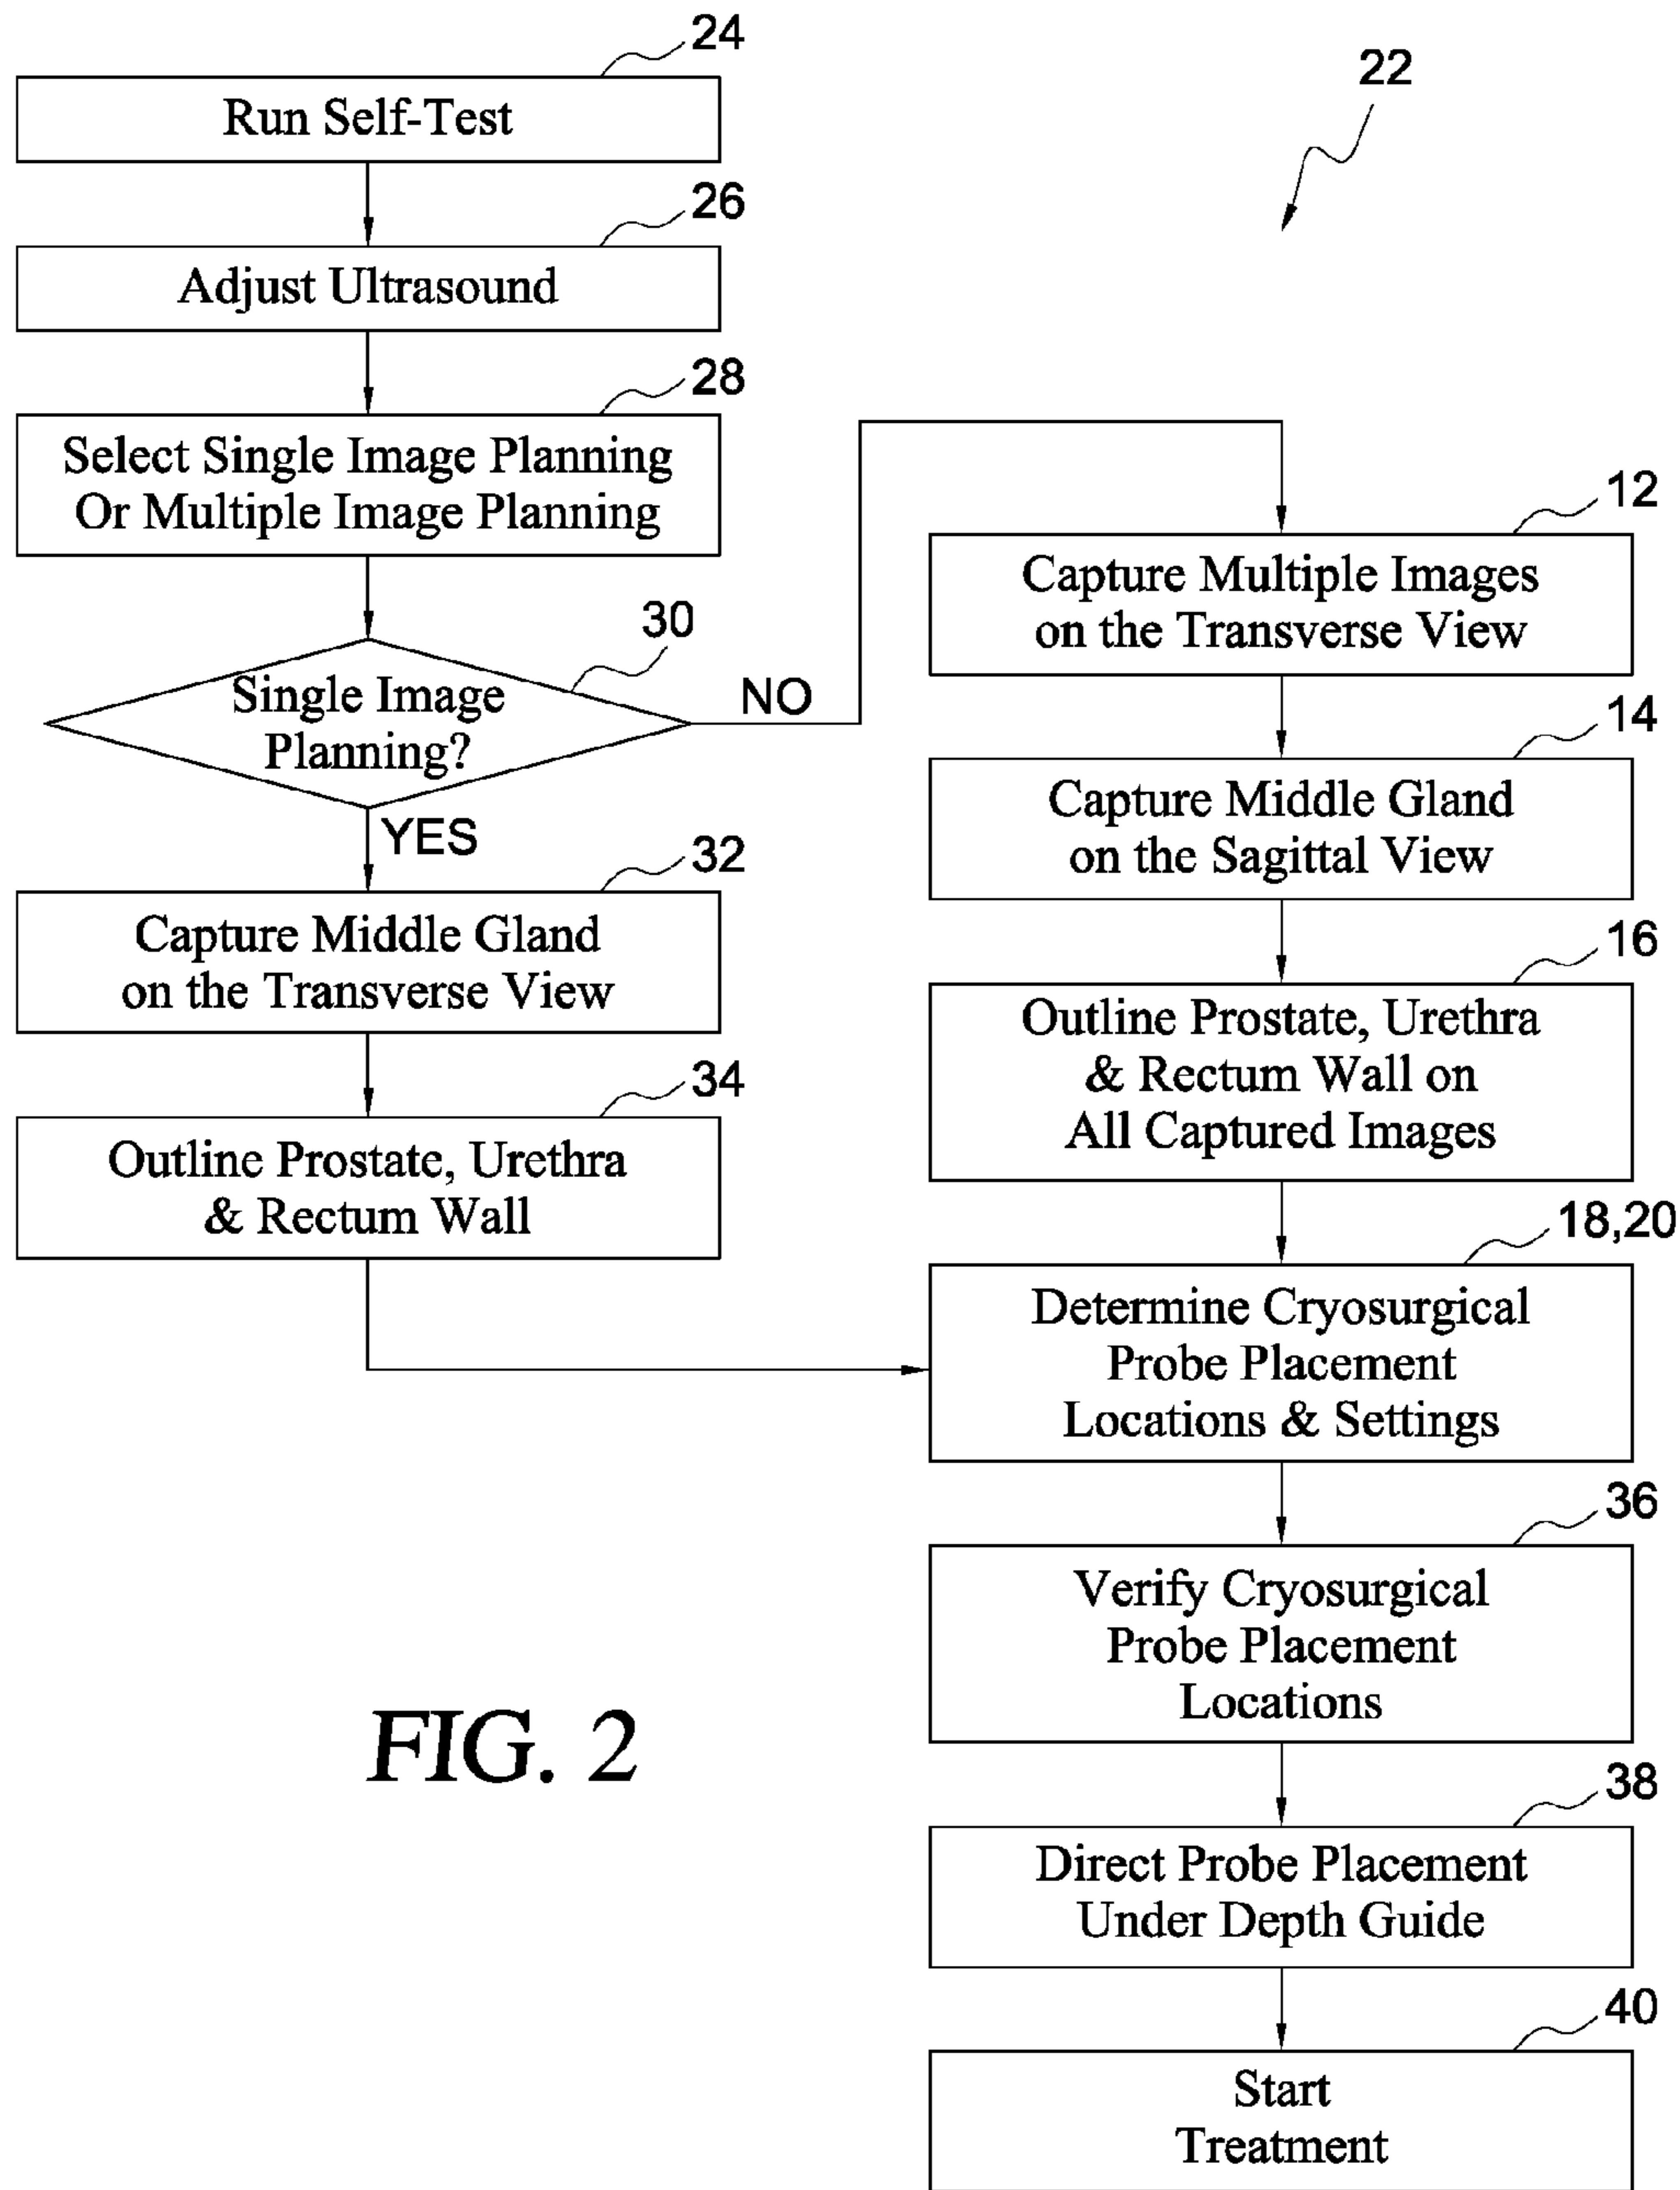 24
Run Self-Test
26
Adjust Ultrasound
28
Select Single Image Planning
Or Multiple Image Planning
30
Single Image
Planning?
NO
YES
32
Capture Middle Gland
on the Transverse View
34
Outline Prostate, Urethra
& Rectum Wall
22
12
Capture Multiple Images
on the Transverse View
14
Capture Middle Gland
on the Sagittal View
16
Outline Prostate, Urethra
& Rectum Wall on
All Captured Images
18,20
Determine Cryosurgical
Probe Placement
Locations & Settings
36
Verify Cryosurgical
Probe Placement
Locations
38
Direct Probe Placement
Under Depth Guide
40
Start
Treatment
FIG. 2